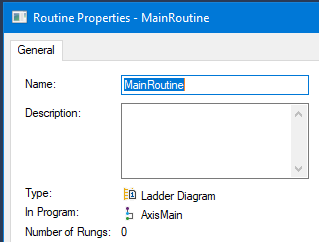 Routine Properties - MainRoutine
General
Name: MainRoutine
Description:
Type: Ladder Diagram
In Program: AxisMain
Number of Rungs: 0